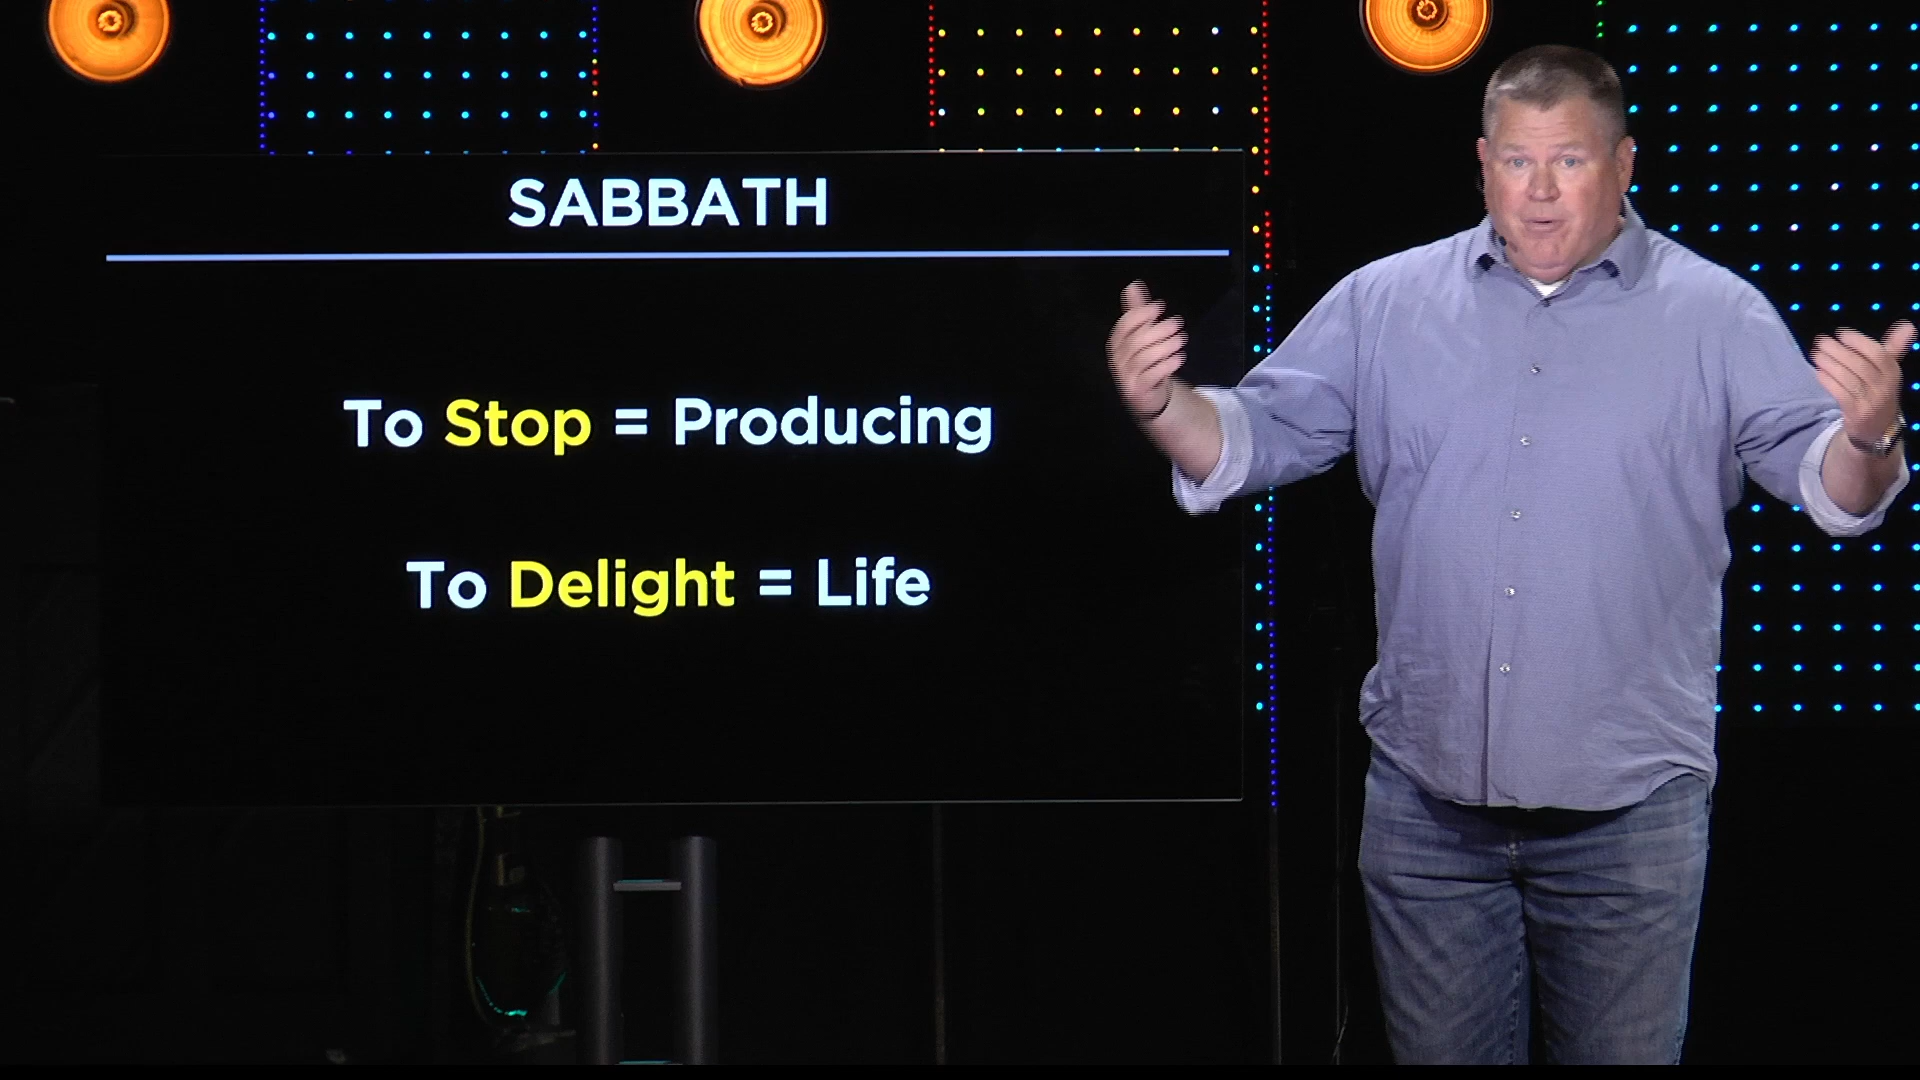 SABBATH
To Stop = Producing
To Delight = Life